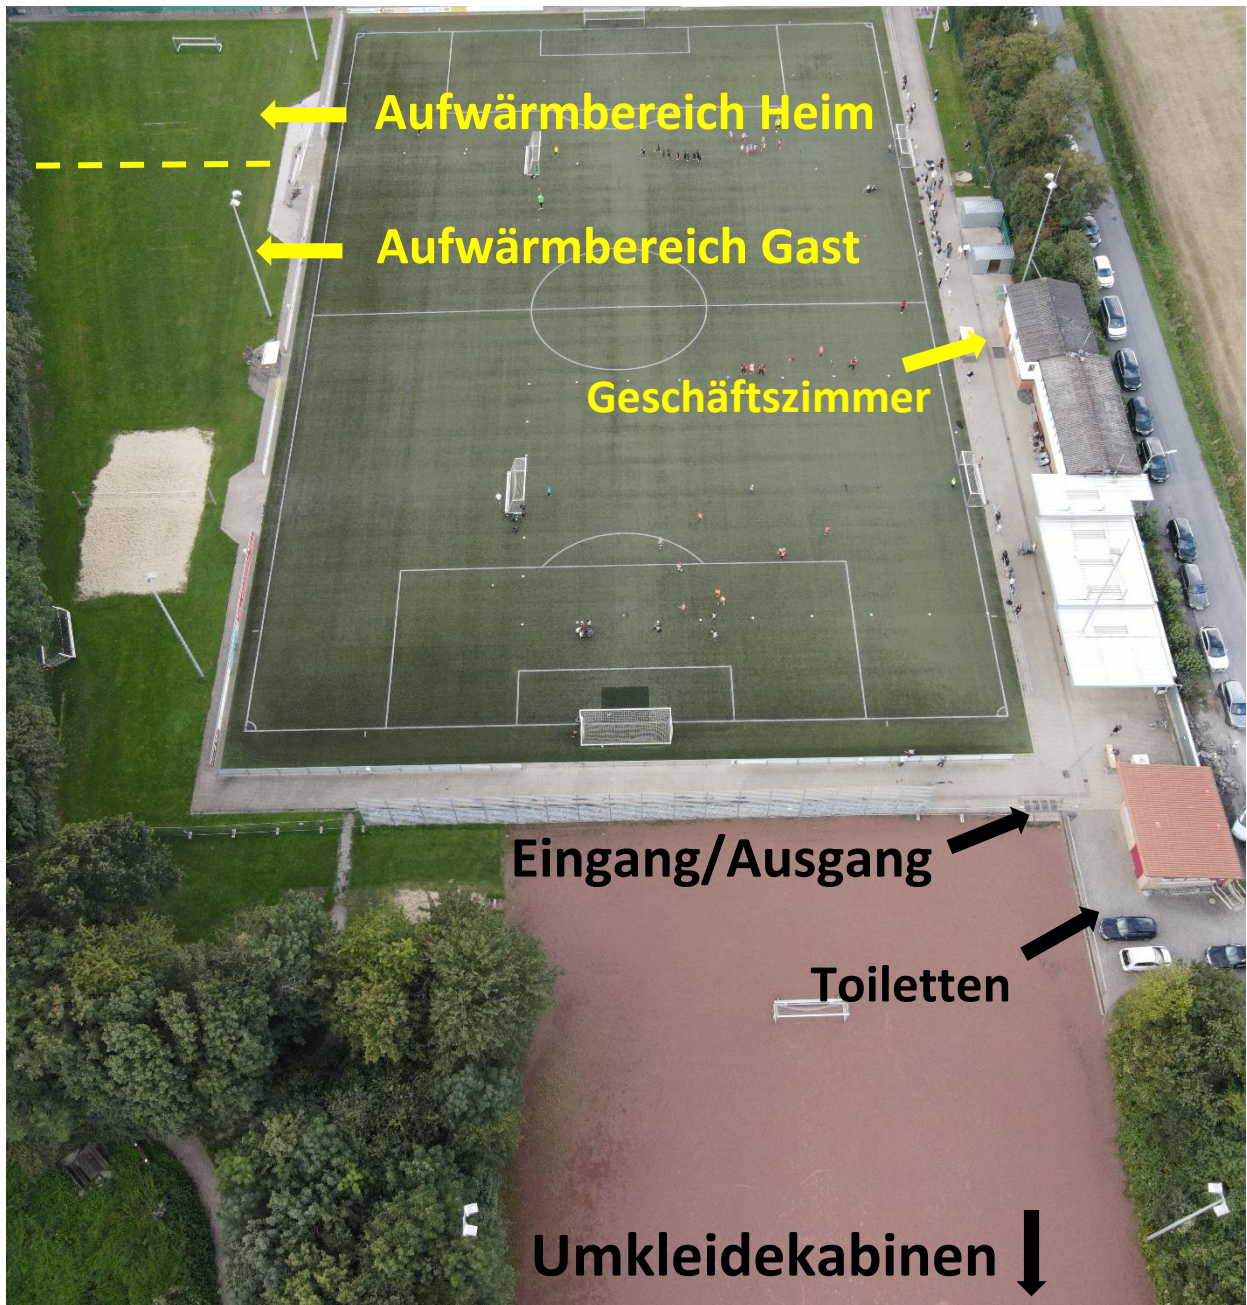 Aufwärmbereich Heim
Aufwärmbereich Gast
Geschäftszimmer
Eingang/Ausgang
Toiletten
Umkleidekabinen